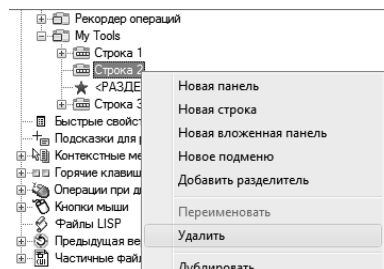 Рекордер операций
My Tools
Строка 1
Строка 2
<РАЗДЕ
Строка 3
Быстрые свойст
Подсказки для
Контекстные ме
Горячие клавиш
Операции при д
Кнопки мыши
Файлы LISP
Предыдущая ве
Частичные фай
Новая панель
Новая строка
Новая вложенная панель
Новое подменю
Добавить разделитель
Переименовать
Удалить
Дублировать